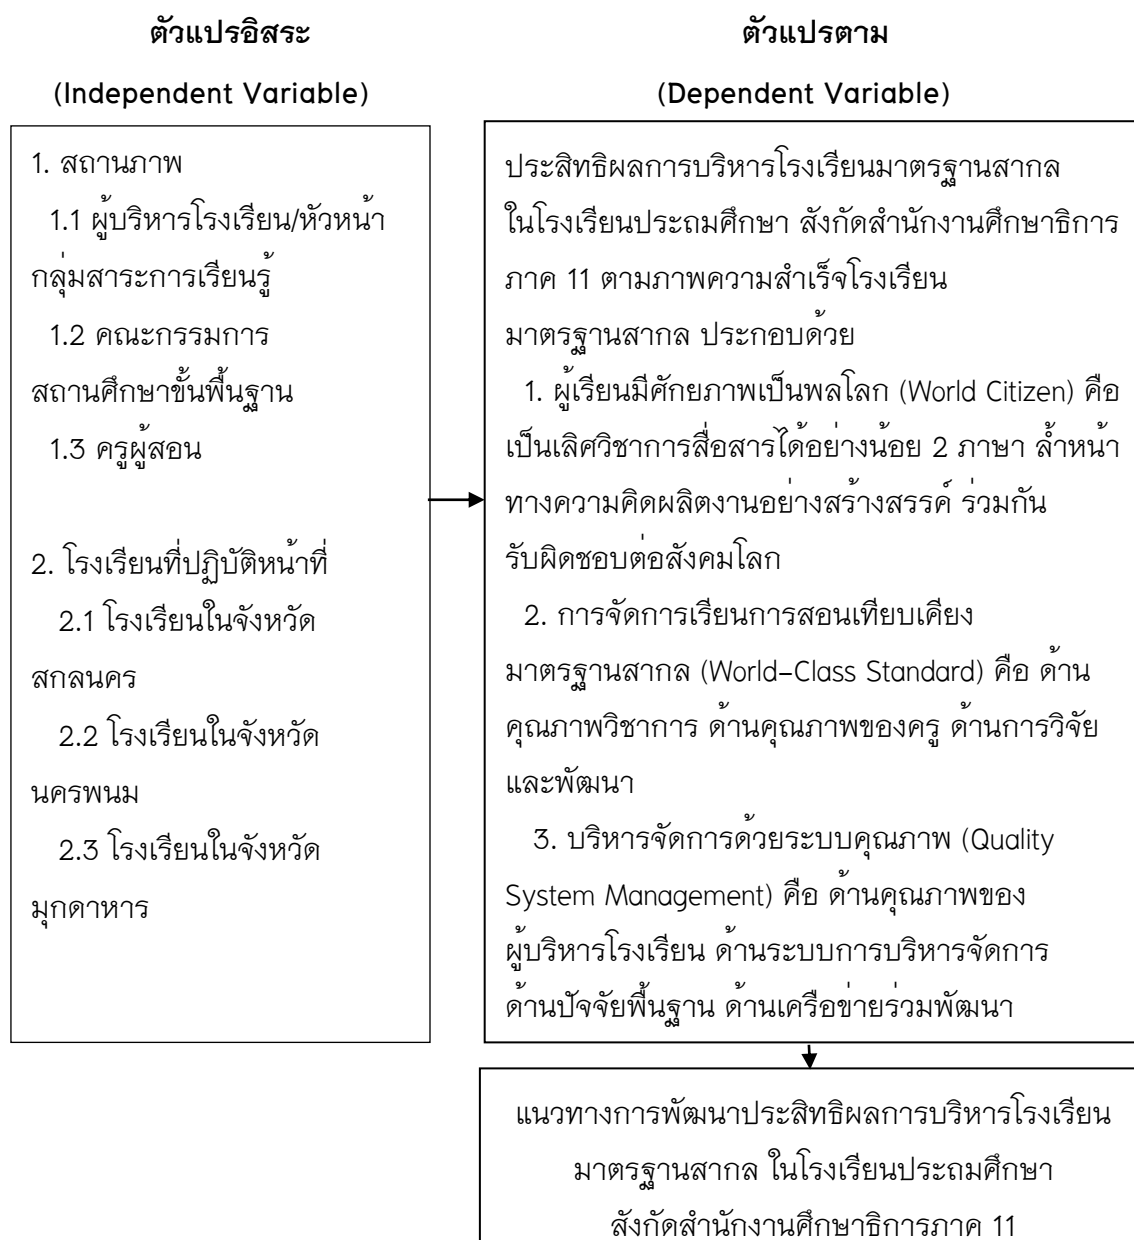 ตัวแปรอิสระ
(Independent Variable)
1. สถานภาพ
1.1 ผู้บริหารโรงเรียน/หัวหน้า
กลุ่มสาระการเรียนรู้
1.2 คณะกรรมการ
สถานศึกษาขั้นพื้นฐาน
1.3 ครูผู้สอน
2. โรงเรียนที่ปฏิบัติหน้าที่
2.1 โรงเรียนในจังหวัด
สกลนคร
2.2 โรงเรียนในจังหวัด
นครพนม
2.3 โรงเรียนในจังหวัด
มุกดาหาร
ตัวแปรตาม
(Dependent Variable)
ประสิทธิผลการบริหารโรงเรียนมาตรฐานสากล
ในโรงเรียนประถมศึกษา สังกัดสำนักงานศึกษาธิการ
ภาค 11 ตามภาพความสำเร็จโรงเรียน
มาตรฐานสากล ประกอบด้วย
1. ผู้เรียนมีศักยภาพเป็นพลโลก (World Citizen) คือ
เป็นเลิศวิชาการสื่อสารได้อย่างน้อย 2 ภาษา ล้ำหน้า
ทางความคิดผลิตงานอย่างสร้างสรรค์ ร่วมกัน
รับผิดชอบต่อสังคมโลก
2. การจัดการเรียนการสอนเทียบเคียง
มาตรฐานสากล (World–Class Standard) คือ ด้าน
คุณภาพวิชาการ ด้านคุณภาพของครู ด้านการวิจัย
และพัฒนา
3. บริหารจัดการด้วยระบบคุณภาพ (Quality
System Management) คือ ด้านคุณภาพของ
ผู้บริหารโรงเรียน ด้านระบบการบริหารจัดการ
ด้านปัจจัยพื้นฐาน ด้านเครือข่ายร่วมพัฒนา
แนวทางการพัฒนาประสิทธิผลการบริหารโรงเรียน
มาตรฐานสากล ในโรงเรียนประถมศึกษา
สังกัดสำนักงานศึกษาธิการภาค 11